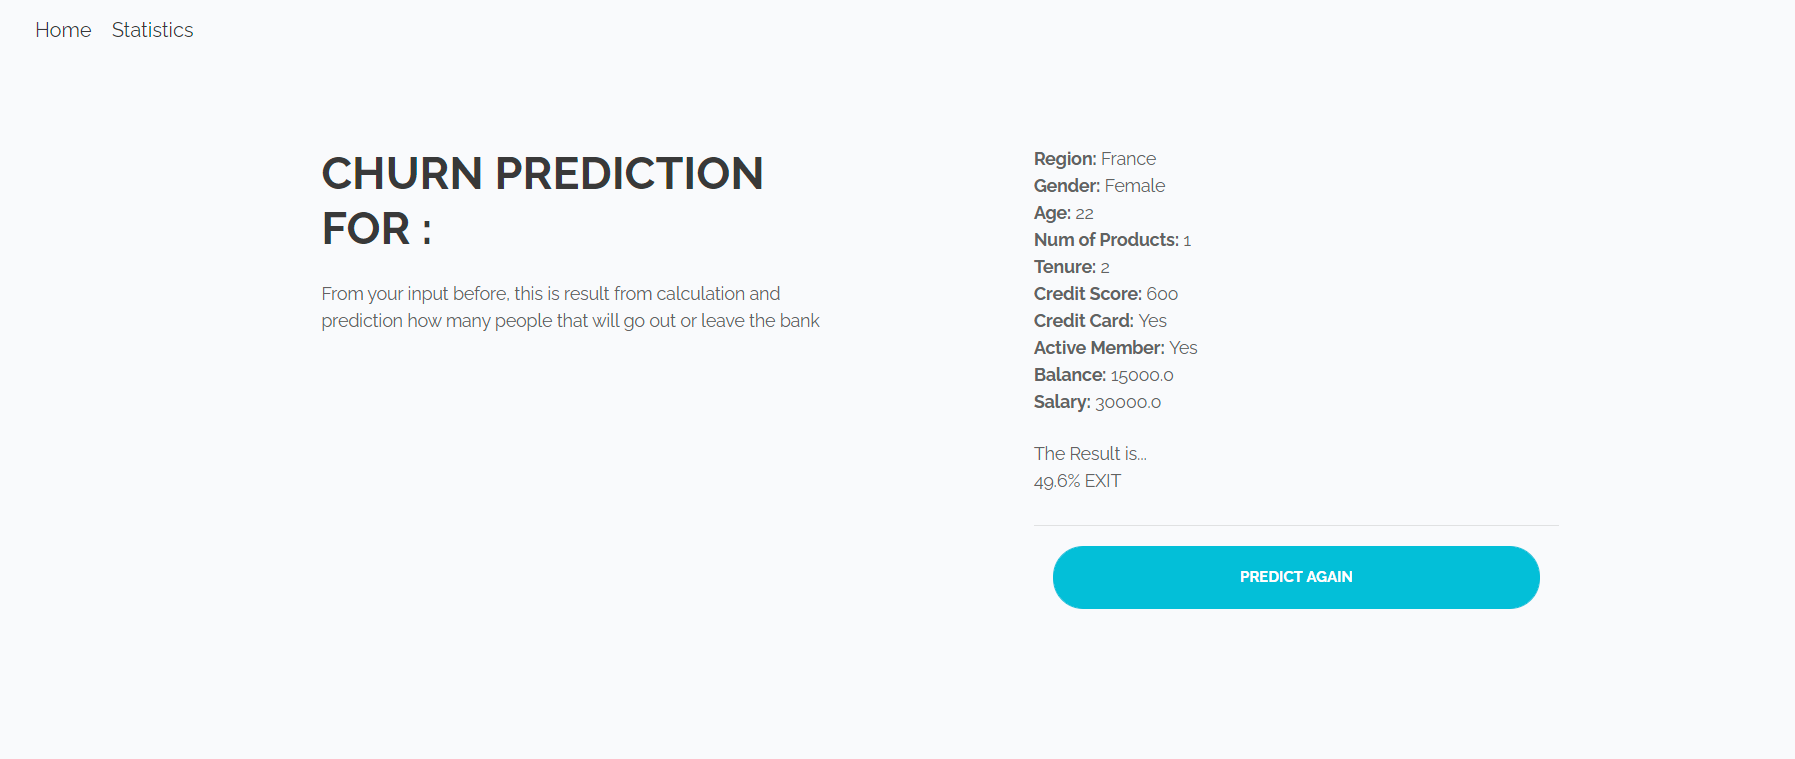 Home Statistics
CHURN PREDICTION
FOR :
From your input before, this is result from calculation and
prediction how many people that will go out or leave the bank
Region: France
Gender: Female
Age: 22
Num of Products: 1
Tenure: 2
Credit Score: 600
Credit Card: Yes
Active Member: Yes
Balance: 15000.0
Salary: 30000.0
The Result is...
49.6% EXIT
PREDICT AGAIN